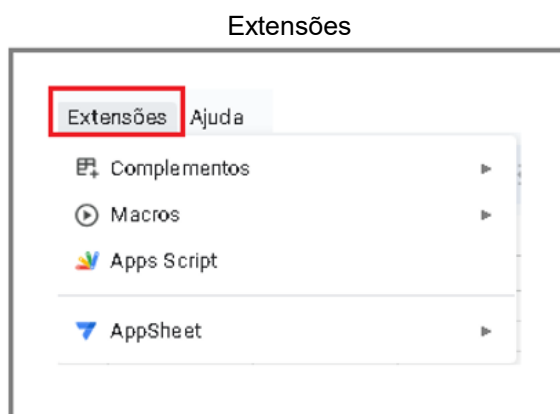 Extensões
Extensões Ajuda
Complementos
Macros
Apps Script
AppSheet